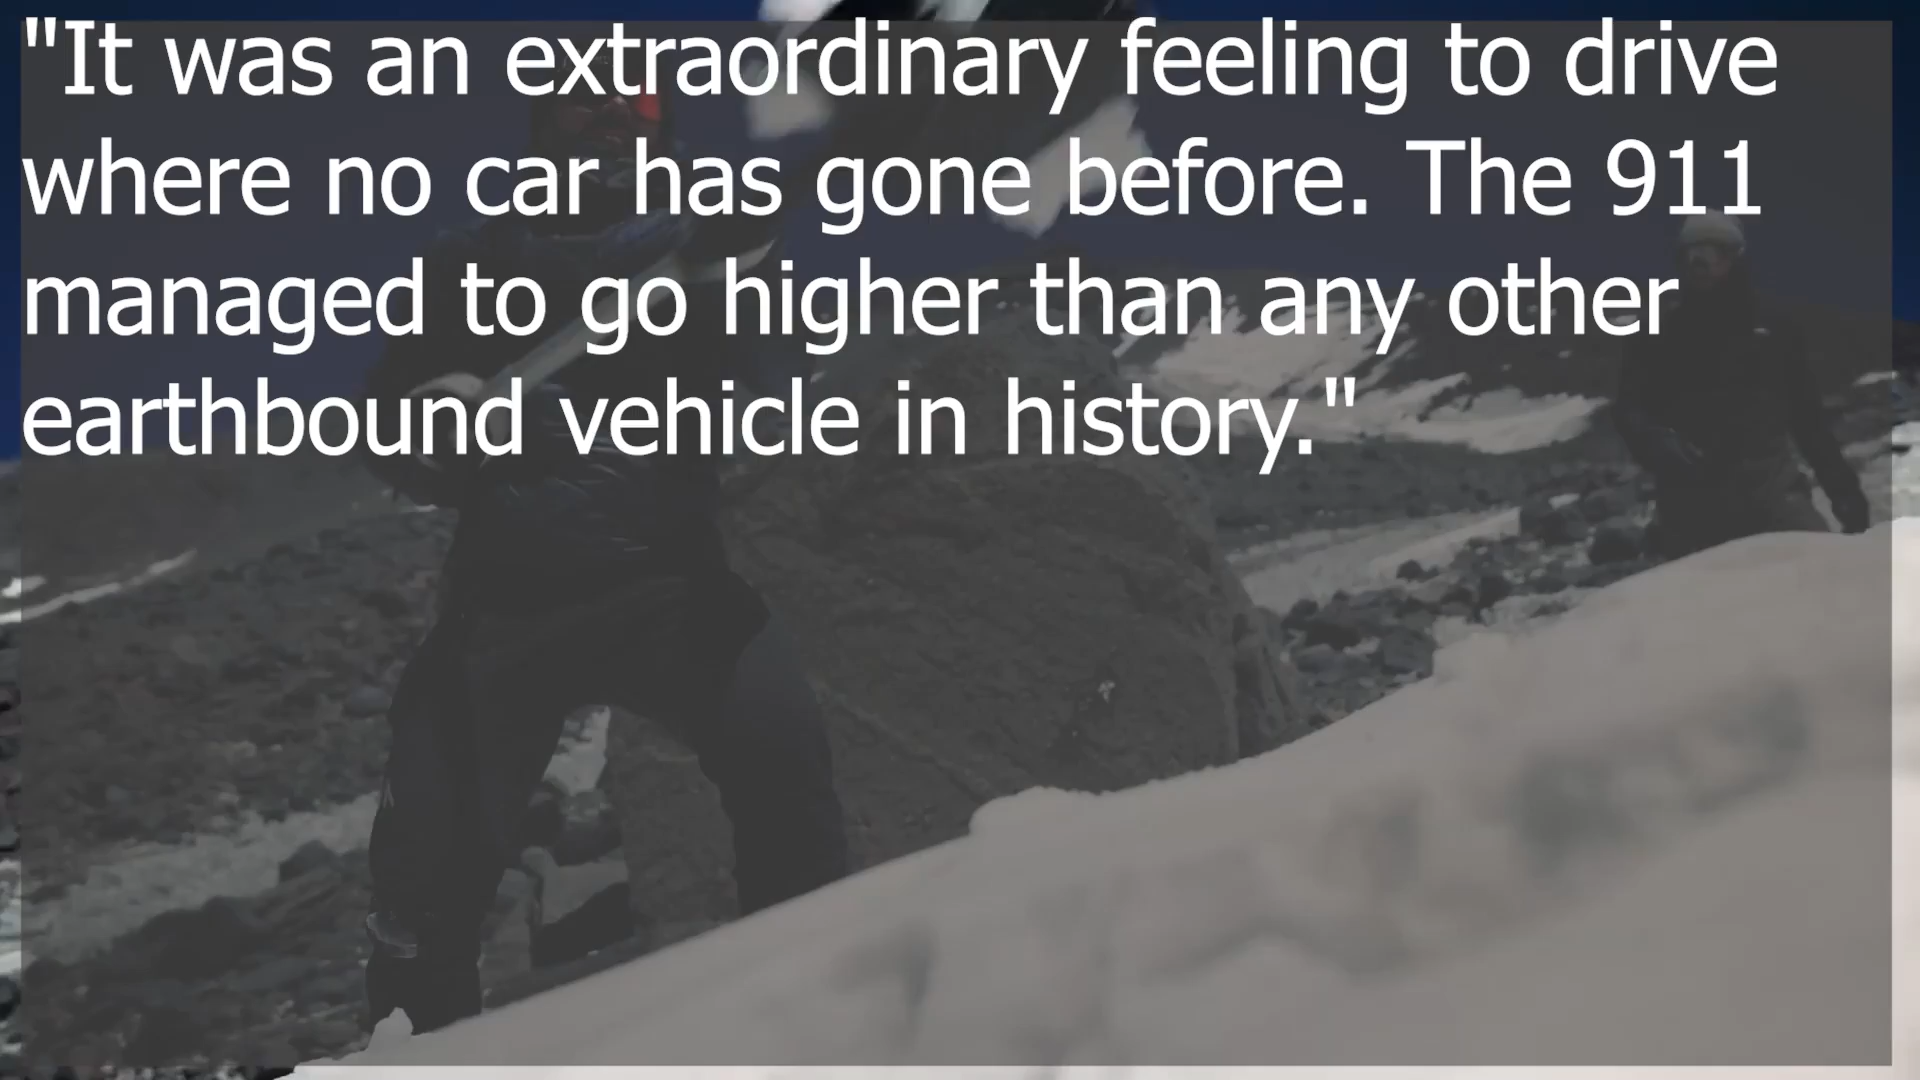 "It was an extraordinary feeling to drive
where no car has gone before. The 911
managed to go higher than any other
earthbound vehicle in history."